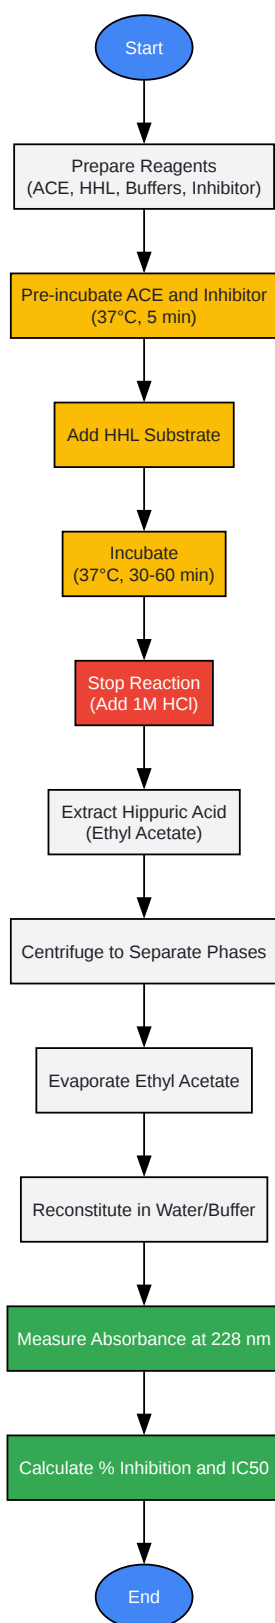 Start
Prepare Reagents
(ACE, HHL, Buffers, Inhibitor)
Pre-incubate ACE and Inhibitor
(37°C, 5 min)
Add HHL Substrate
Incubate
(37°C, 30-60 min)
Stop Reaction
(Add 1M HCl)
Extract Hippuric Acid
(Ethyl Acetate)
Centrifuge to Separate Phases
Evaporate Ethyl Acetate
Reconstitute in Water/Buffer
Measure Absorbance at 228 nm
Calculate % Inhibition and IC50
End